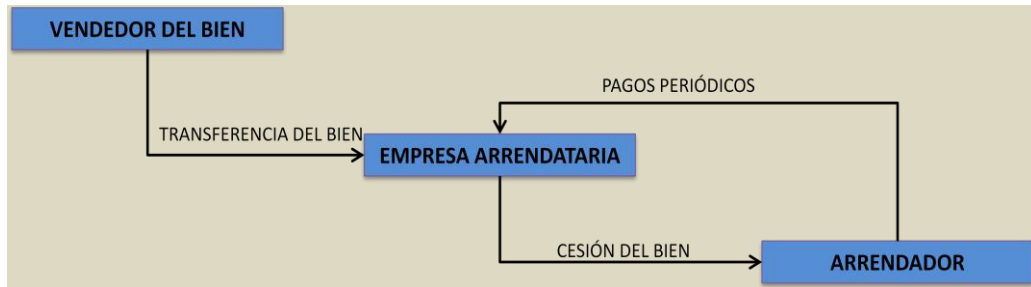 VENDEDOR DEL BIEN
PAGOS PERIÓDICOS
TRANSFERENCIA DEL BIEN
EMPRESA ARRENDATARIA
CESIÓN DEL BIEN
ARRENDADOR